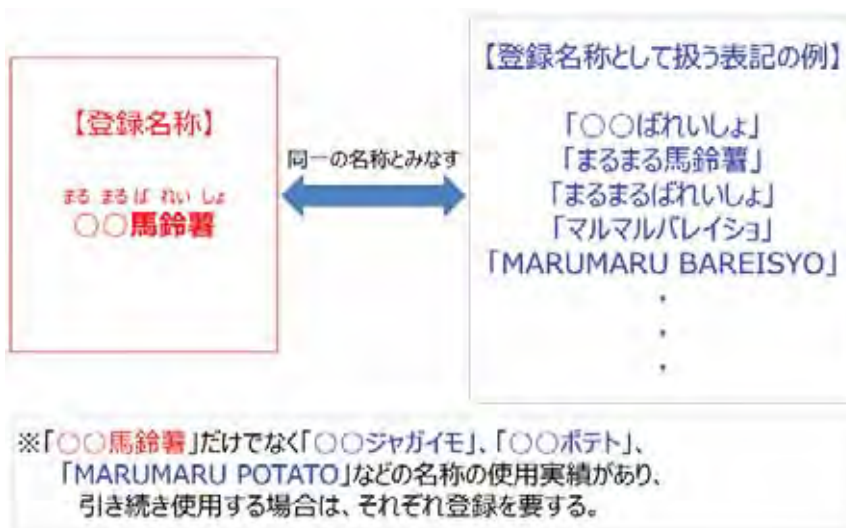 【登録名称】
まる まる ば れい しょ
○○馬鈴薯
同一の名称とみなす
【登録名称として扱う表記の例】
「○○ばれいしょ」
「まるまる馬鈴薯」
「まるまるばれいしょ」
「マルマルバレイショ」
「MARUMARU BAREISYO」
・
・
・
※「○○馬鈴薯」だけでなく「○○ジャガイモ」、「○○ポテト」、
「MARUMARU POTATO」などの名称の使用実績があり、
引き続き使用する場合は、それぞれ登録を要する。